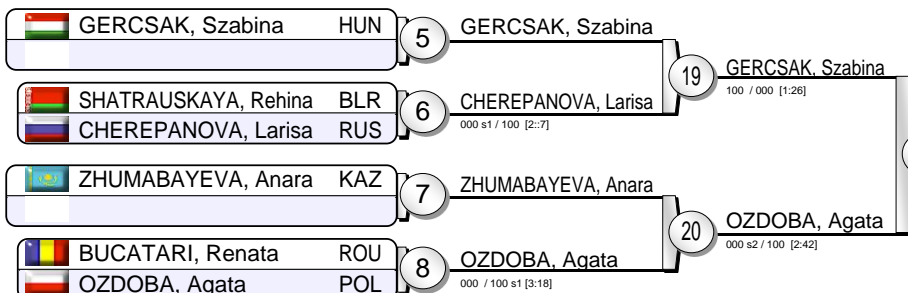 GERCSAK, Szabina HUN
5
GERCSAK, Szabina
SHATRAUSKAYA, Rehina BLR
CHEREPANOVA, Larisa RUS
6
CHEREPANOVA, Larisa
000 s1 / 100 [2::7]
19
GERCSAK, Szabina
100 / 000 [1:26]
ZHUMABAYEVA, Anara KAZ
7
ZHUMABAYEVA, Anara
BUCATARI, Renata ROU
OZDOBA, Agata POL
8
OZDOBA, Agata
000 / 100 s1 [3:18]
20
OZDOBA, Agata
000 s2 / 100 [2:42]